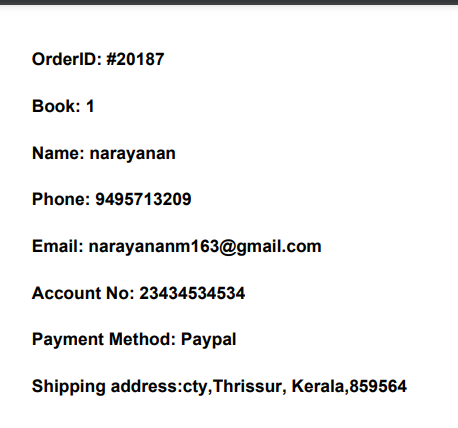 OrderID: #20187
Book: 1
Name: narayanan
Phone: 9495713209
Email: narayananm163@gmail.com
Account No: 23434534534
Payment Method: Paypal
Shipping address:cty,Thrissur, Kerala,859564